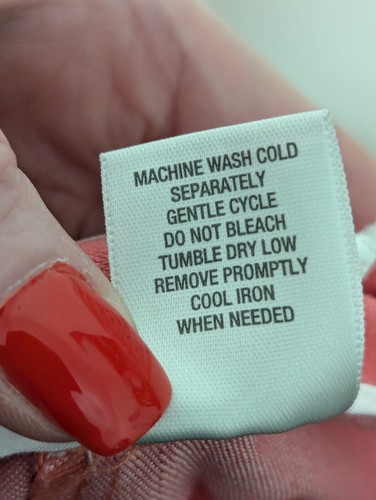 MACHINE WASH COLD
SEPARATELY
GENTLE CYCLE
DO NOT BLEACH
TUMBLE DRY LOW
REMOVE PROMPTLY
COOL IRON
WHEN NEEDED